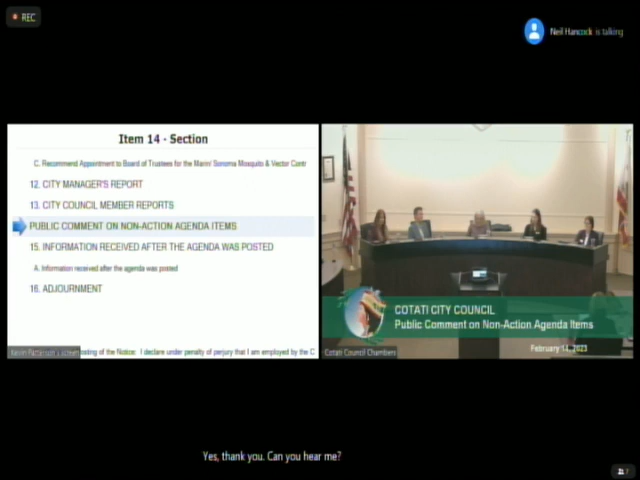 REC
Neil Hancock is talking
Item 14 - Section
C. Recommend Appointment to Board of Trustees for the Marin/ Sonoma Mosquito & Vector Contr
12. CITY MANAGER'S REPORT
13. CITY COUNCIL MEMBER REPORTS
PUBLIC COMMENT ON NON-ACTION AGENDA ITEMS
15. INFORMATION RECEIVED AFTER THE AGENDA WAS POSTED
A. Information received after the agenda was posted
16. ADJOURNMENT
osting of the Notice: I declare under penalty of perjury that I am employed by the C
COTATI CITY COUNCIL
Public Comment on Non-Action Agenda Items
February 14, 2023
Cotati Council Chambers
Yes, thank you. Can you hear me?
7